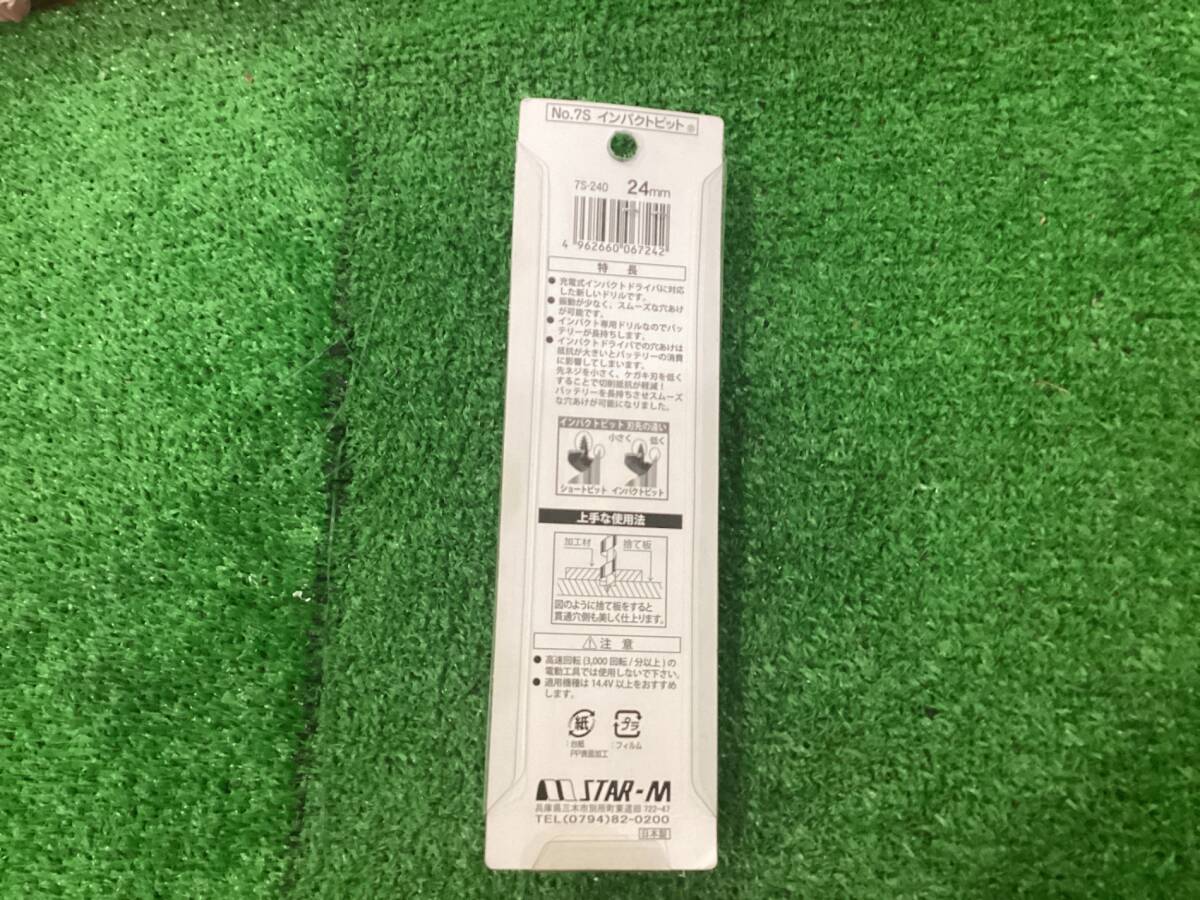 No.7S インパクトビット®
7S-240 24mm
4 962660 067242
特 長
● 充電式インパクトドライバに対応
した新しいドリルです。
● 振動が少なく、スムーズな穴あけ
が可能です。
● インパクト専用ドリルなのでバッ
テリーが長持ちします。
● インパクトドライバでの穴あけは
抵抗が大きいとバッテリーの消費
に影響してしまいます。
先ネジを小さく、ケガキ刃を低く
することで切削抵抗が軽減!
バッテリーを長持ちさせスムーズ
な穴あけが可能になりました。
インパクトビット 刃先の違い
小さく 低く
ショートビット インパクトビット
上手な使用法
加工材 捨て板
図のように捨て板をすると
貫通穴側も美しく仕上ります。
⚠注 意
● 高速回転(3,000回転/分以上)の
電動工具では使用しないで下さい。
● 適用機種は14.4V以上をおすすめ
します。
紙 プラ
:台紙 :フィルム
PP表面加工
STAR-M
兵庫県三木市別所町東這田722-47
TEL(0794)82-0200
日本製